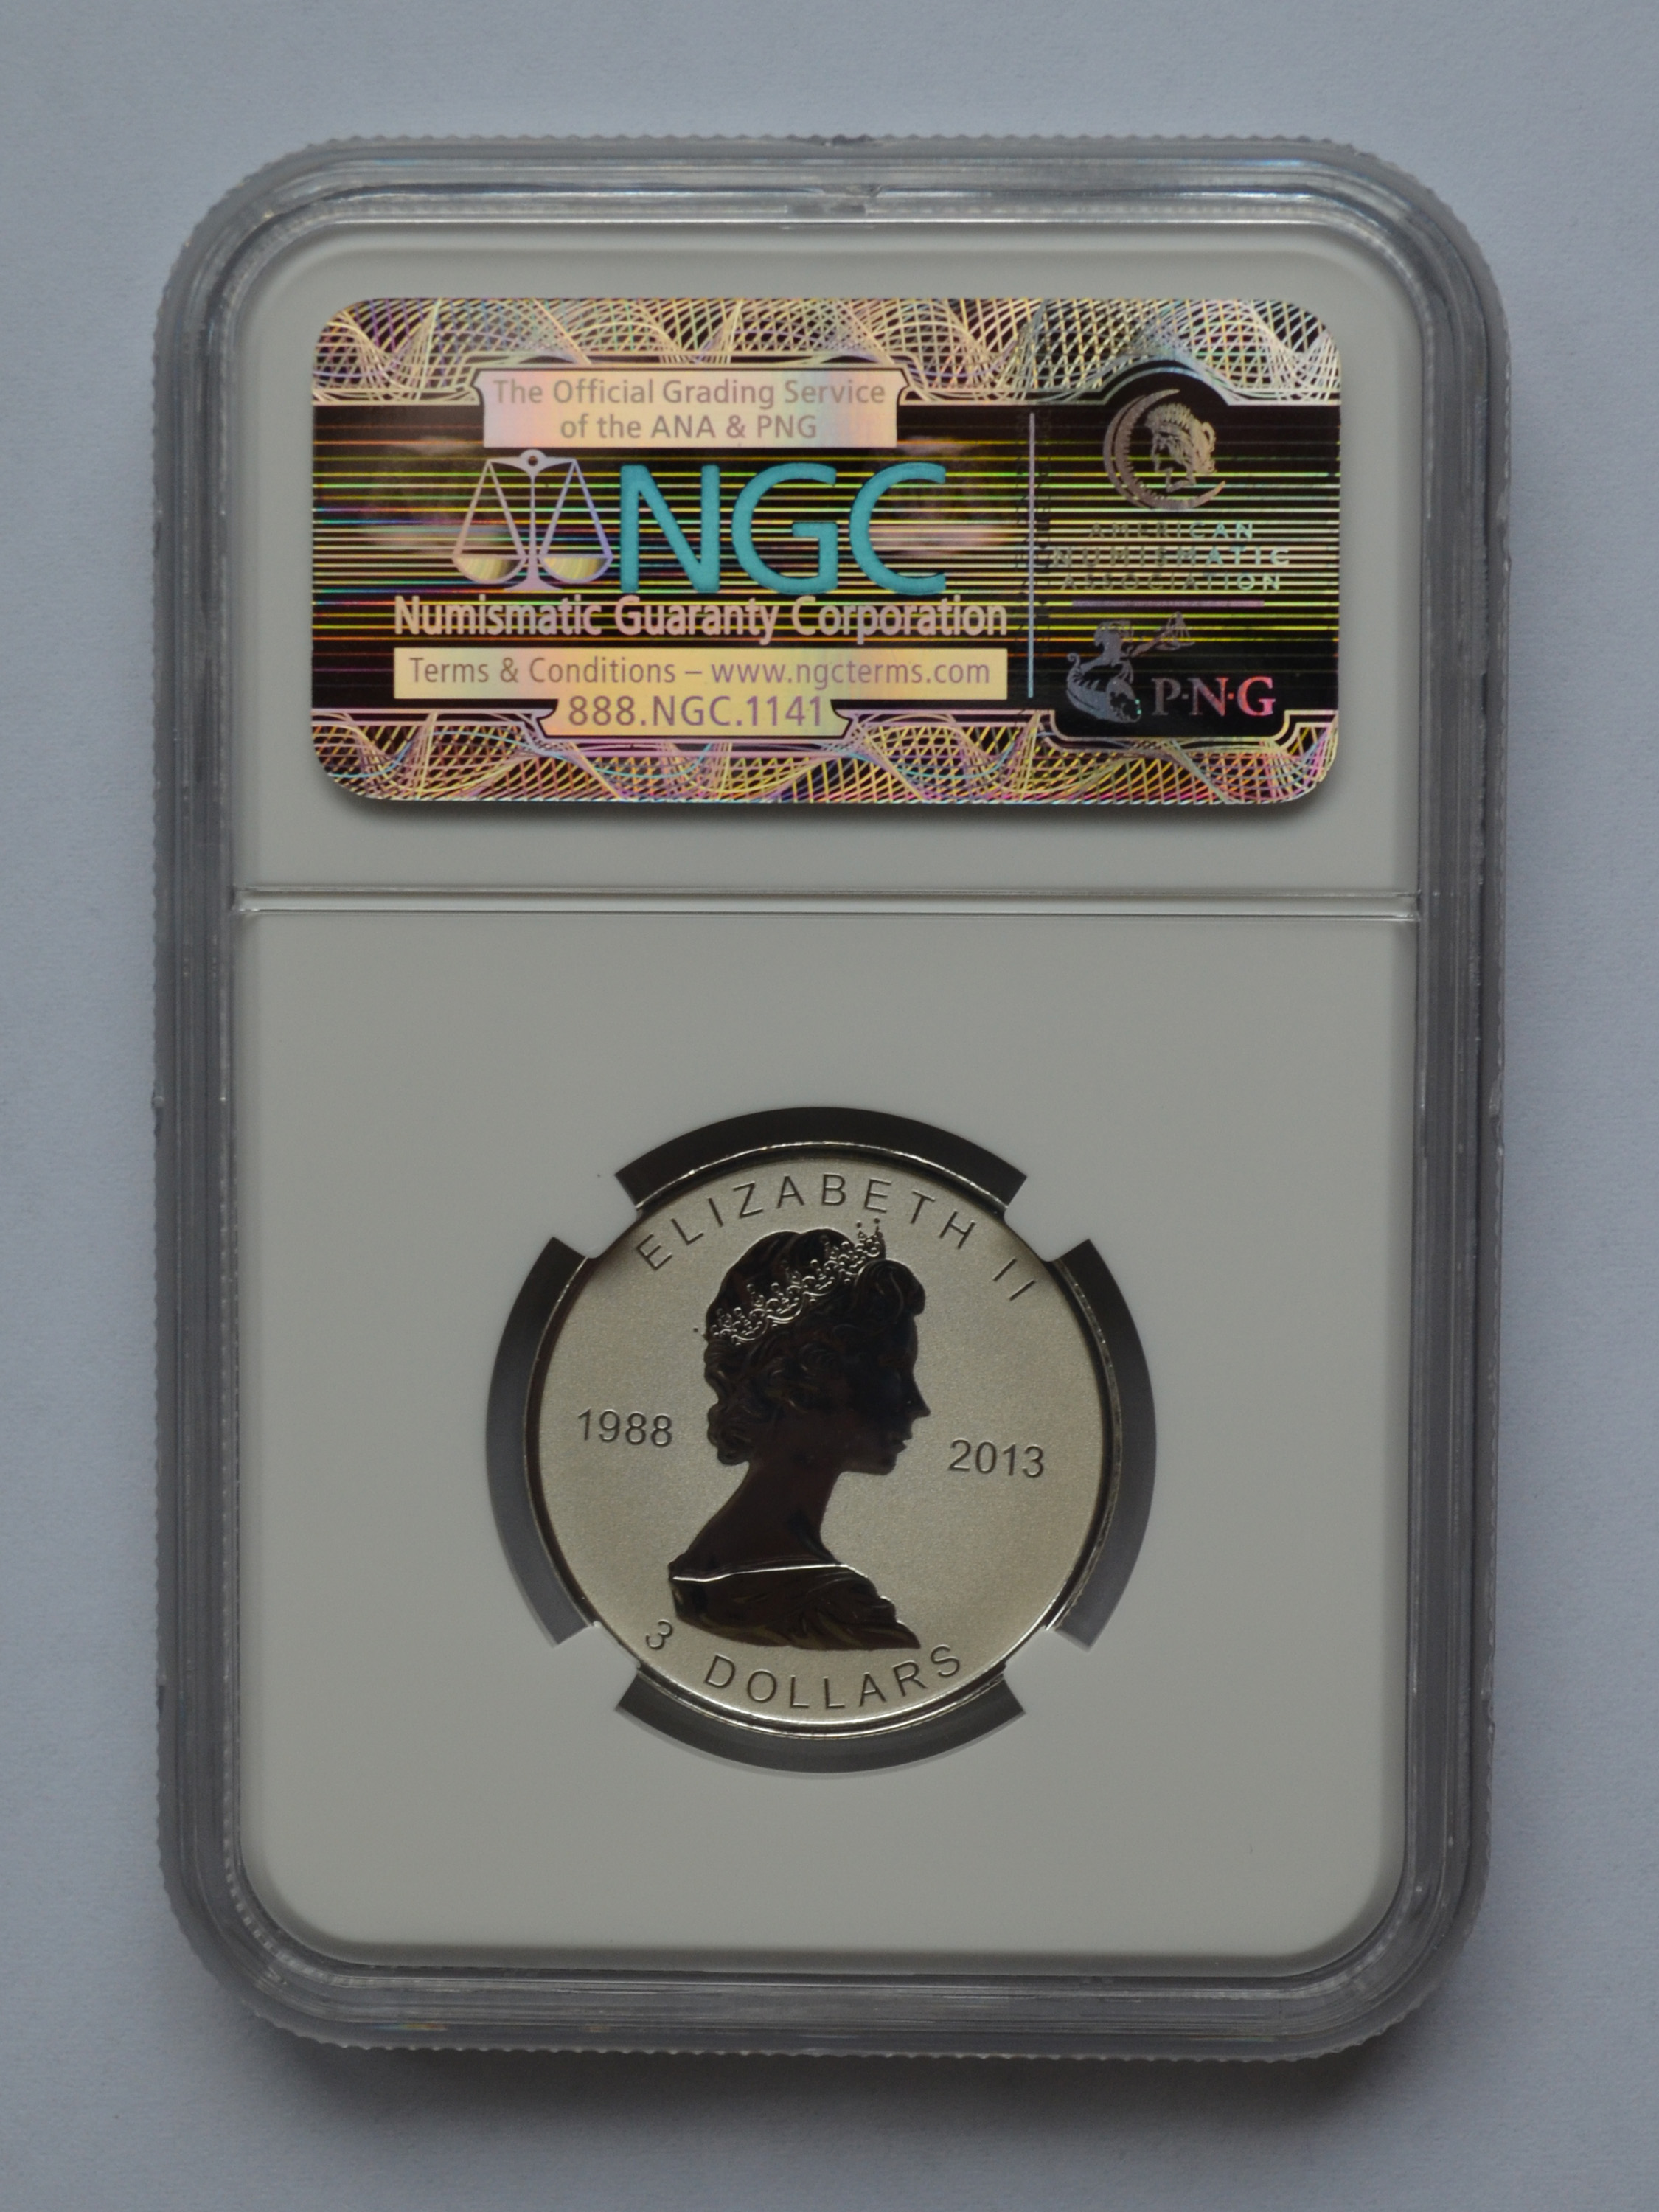 The Official Grading Service
of the ANA & PNG
NGC
Numismatic Guaranty Corporation
Terms & Conditions – www.ngcterms.com
888.NGC.1141
AMERICAN
NUMISMATIC
ASSOCIATION
P·N·G
ELIZABETH II
1988
2013
3 DOLLARS